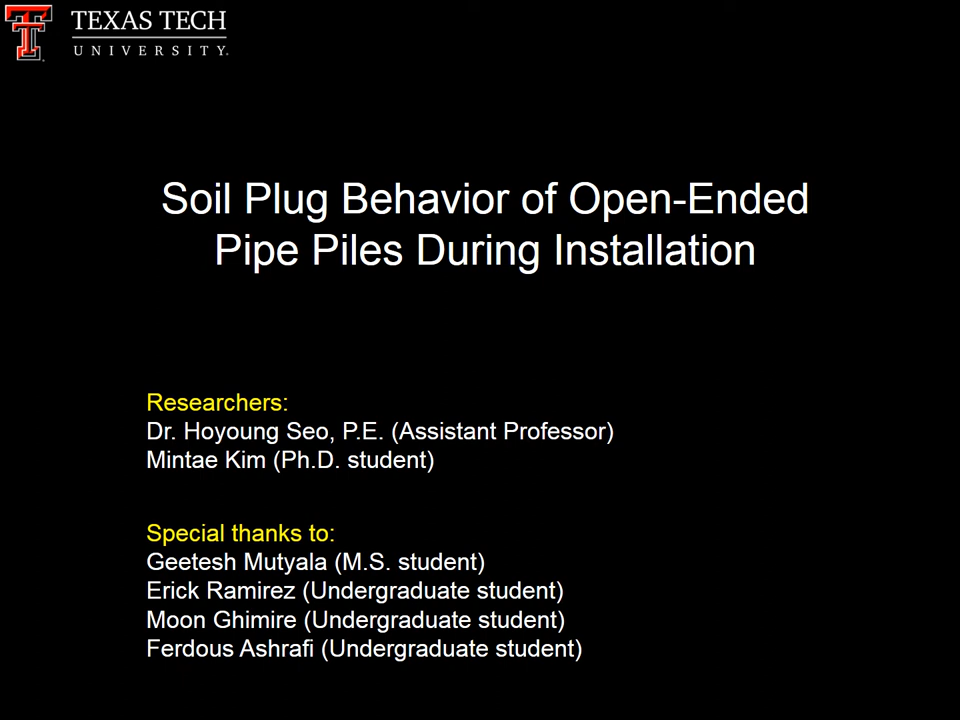 TEXAS TECH
UNIVERSITY.
Soil Plug Behavior of Open-Ended
Pipe Piles During Installation
Researchers:
Dr. Hoyoung Seo, P.E. (Assistant Professor)
Mintae Kim (Ph.D. student)
Special thanks to:
Geetesh Mutyala (M.S. student)
Erick Ramirez (Undergraduate student)
Moon Ghimire (Undergraduate student)
Ferdous Ashrafi (Undergraduate student)